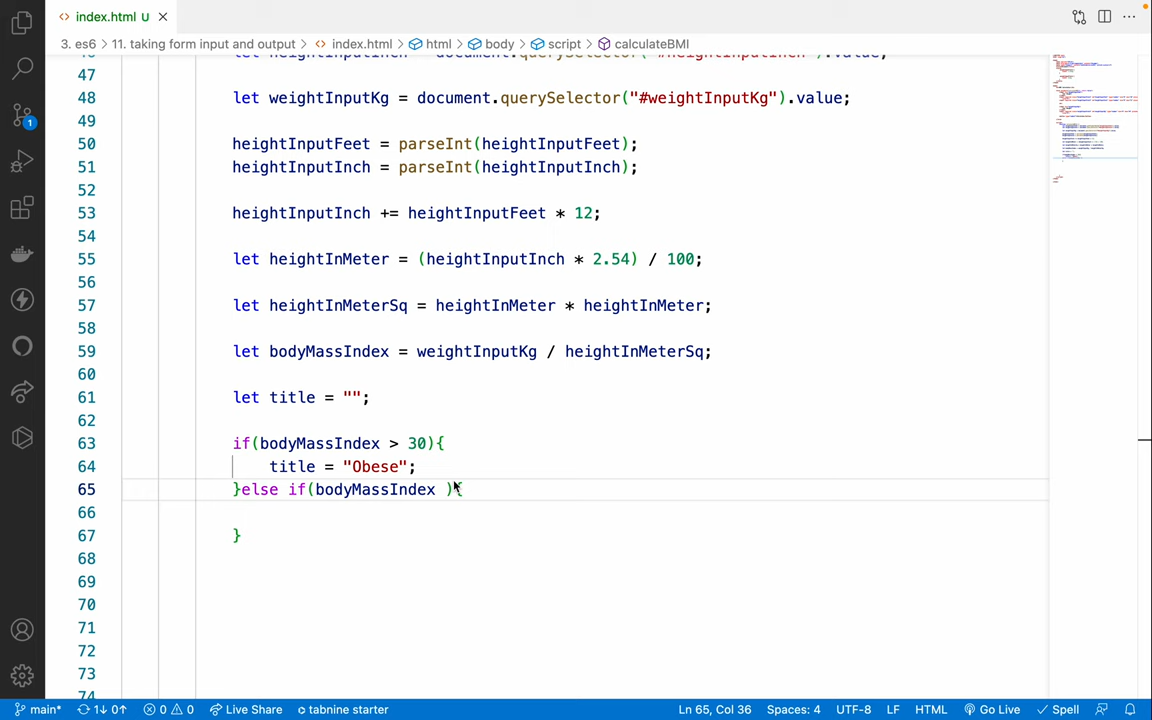 index.html U
3. es6 > 11. taking form input and output > index.html > html > body > script > calculateBMI
47
48 let weightInputKg = document.querySelector("#weightInputKg").value;
49
50 heightInputFeet = parseInt(heightInputFeet);
51 heightInputInch = parseInt(heightInputInch);
52
53 heightInputInch += heightInputFeet * 12;
54
55 let heightInMeter = (heightInputInch * 2.54) / 100;
56
57 let heightInMeterSq = heightInMeter * heightInMeter;
58
59 let bodyMassIndex = weightInputKg / heightInMeterSq;
60
61 let title = "";
62
63 if(bodyMassIndex > 30){
64 title = "Obese";
65 }else if(bodyMassIndex ){
66
67 }
68
69
70
71
72
73
74
1
main* 1↓ 0↑ 0 0 Live Share tabnine starter Ln 65, Col 36 Spaces: 4 UTF-8 LF HTML Go Live Spell